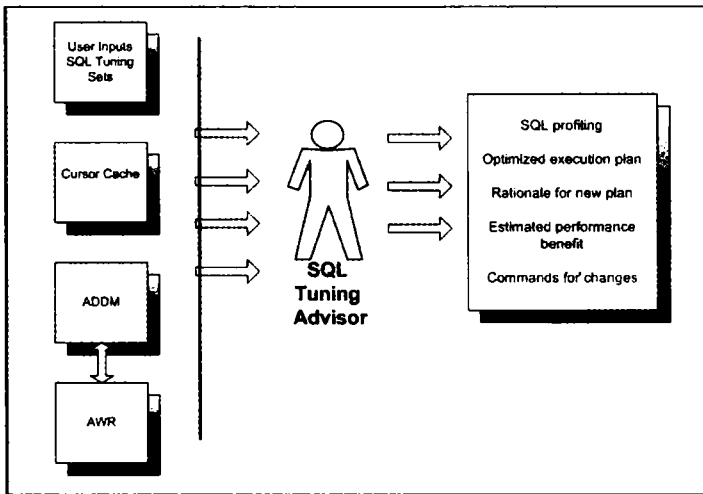 User Inputs
SQL Tuning
Sets
Cursor Cache
ADDM
AWR
SQL
Tuning
Advisor
SQL profiling
Optimized execution plan
Rationale for new plan
Estimated performance
benefit
Commands for changes